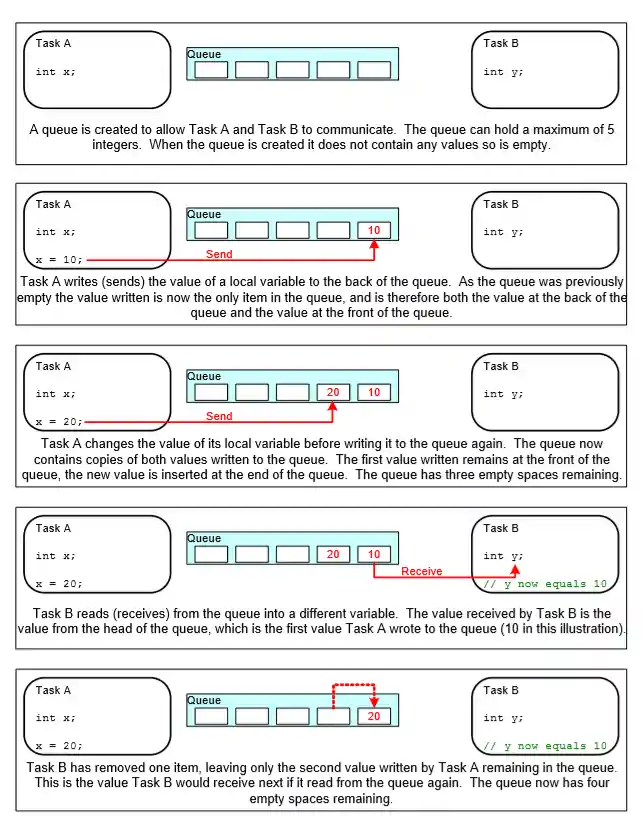 Task A
Queue
Task B
int x;
int y;
A queue is created to allow Task A and Task B to communicate.  The queue can hold a maximum of 5
integers.  When the queue is created it does not contain any values so is empty.
Task A
Queue
Task B
int x;
10
int y;
x = 10;
Send
Task A writes (sends) the value of a local variable to the back of the queue.  As the queue was previously
empty the value written is now the only item in the queue, and is therefore both the value at the back of the
queue and the value at the front of the queue.
Task A
Queue
Task B
int x;
20 10
int y;
x = 20;
Send
Task A changes the value of its local variable before writing it to the queue again.  The queue now
contains copies of both values written to the queue.  The first value written remains at the front of the
queue, the new value is inserted at the end of the queue.  The queue has three empty spaces remaining.
Task A
Queue
Task B
int x;
20 10
int y;
Receive
x = 20;
// y now equals 10
Task B reads (receives) from the queue into a different variable.  The value received by Task B is the
value from the head of the queue, which is the first value Task A wrote to the queue (10 in this illustration).
Task A
Queue
Task B
int x;
20
int y;
x = 20;
// y now equals 10
Task B has removed one item, leaving only the second value written by Task A remaining in the queue.
This is the value Task B would receive next if it read from the queue again.  The queue now has four
empty spaces remaining.